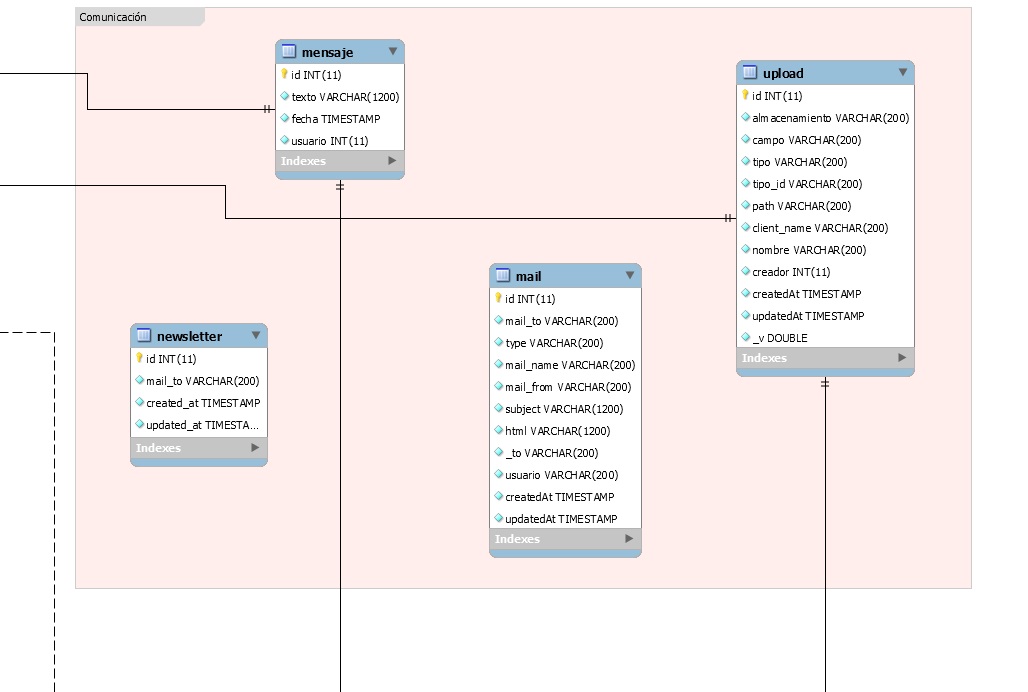 Comunicación
mensaje
id INT(11)
texto VARCHAR(1200)
fecha TIMESTAMP
usuario INT(11)
Indexes
upload
id INT(11)
almacenamiento VARCHAR(200)
campo VARCHAR(200)
tipo VARCHAR(200)
tipo_id VARCHAR(200)
path VARCHAR(200)
client_name VARCHAR(200)
nombre VARCHAR(200)
creador INT(11)
createdAt TIMESTAMP
updatedAt TIMESTAMP
_v DOUBLE
Indexes
mail
id INT(11)
mail_to VARCHAR(200)
type VARCHAR(200)
mail_name VARCHAR(200)
mail_from VARCHAR(200)
subject VARCHAR(1200)
html VARCHAR(1200)
_to VARCHAR(200)
usuario VARCHAR(200)
createdAt TIMESTAMP
updatedAt TIMESTAMP
Indexes
newsletter
id INT(11)
mail_to VARCHAR(200)
created_at TIMESTAMP
updated_at TIMESTA...
Indexes